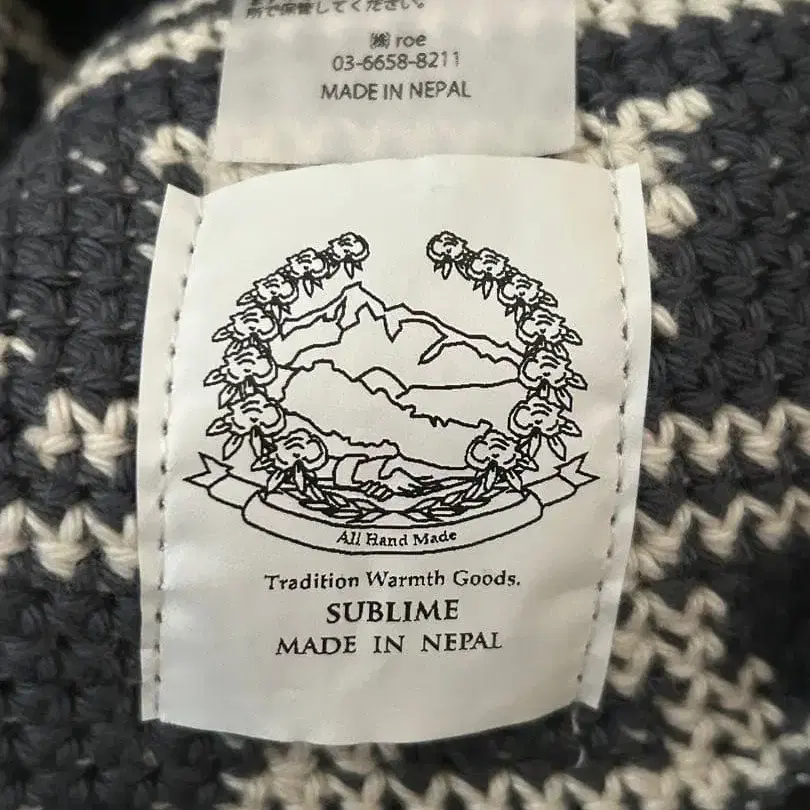 所で保管してください。
㈱ roe
03-6658-8211
MADE IN NEPAL
All Hand Made
Tradition Warmth Goods.
SUBLIME
MADE IN NEPAL